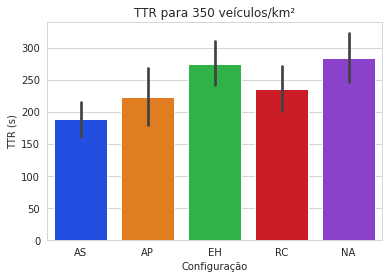 TTR para 350 veículos/km²
TTR (s)
300
250
200
150
100
50
0
AS AP EH RC NA
Configuração